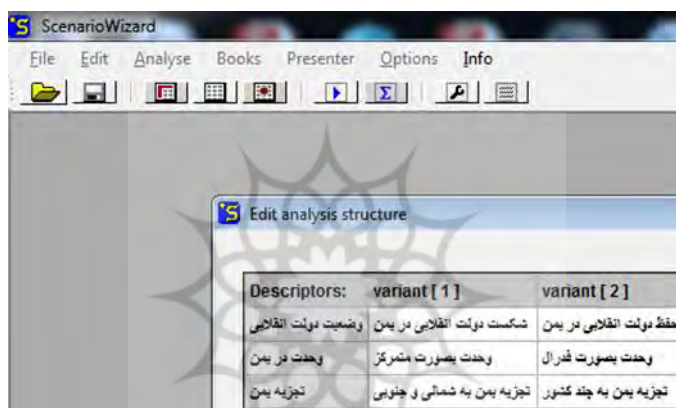 ScenarioWizard
File Edit Analyse Books Presenter Options Info
Edit analysis structure
Descriptors: variant [ 1 ] variant [ 2 ]
وضعیت دولت انقلابی شکست دولت انقلابی در یمن حفظ دولت انقلابی در یمن
وحدت در یمن وحدت بصورت متمرکز وحدت بصورت فدرال
تجزیه یمن تجزیه یمن به شمالی و جنوبی تجزیه یمن به چند کشور